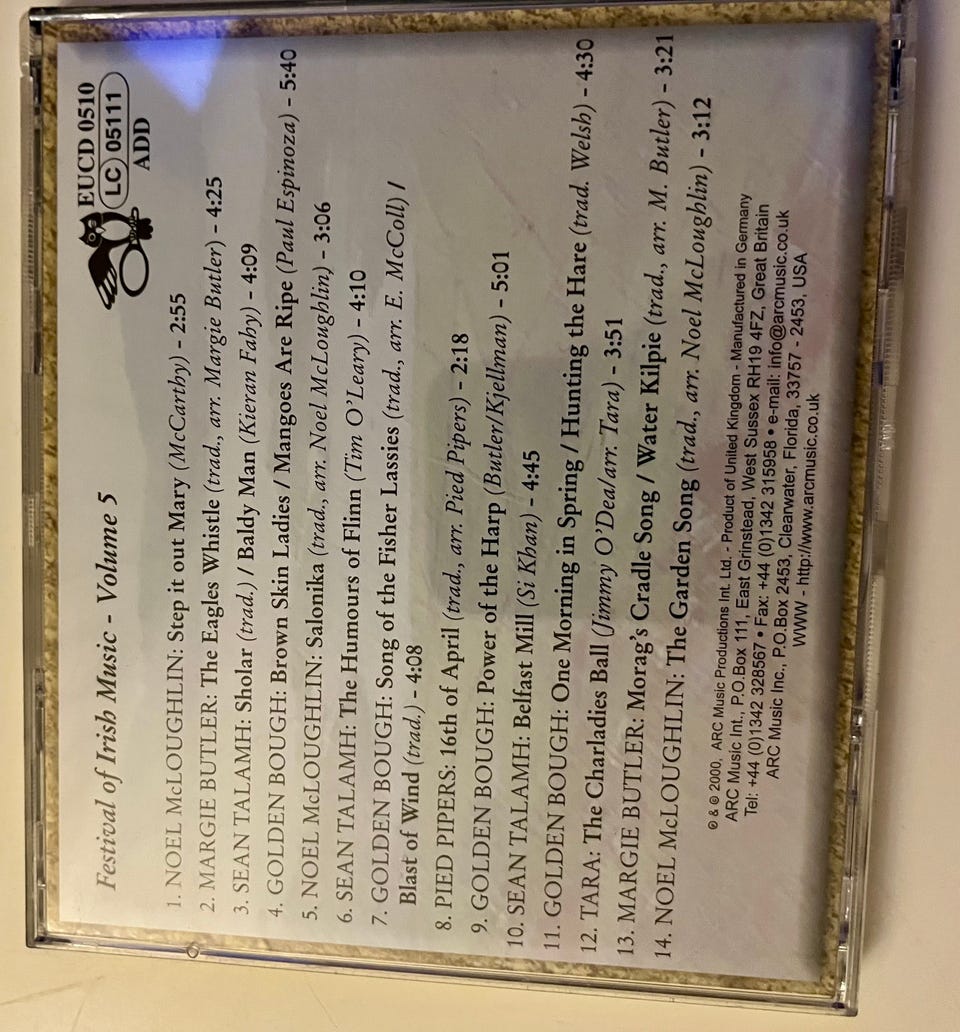 Festival of Irish Music - Volume 5
EUCD 0510
LC 05111
ADD
1. NOEL McLOUGHLIN: Step it out Mary (McCarthy) - 2:55
2. MARGIE BUTLER: The Eagles Whistle (trad., arr. Margie Butler) - 4:25
3. SEAN TALAMH: Sholar (trad.) / Baldy Man (Kieran Fahy) - 4:09
4. GOLDEN BOUGH: Brown Skin Ladies / Mangoes Are Ripe (Paul Espinoza) - 5:40
5. NOEL McLOUGHLIN: Salonika (trad., arr. Noel McLoughlin) - 3:06
6. SEAN TALAMH: The Humours of Flinn (Tim O'Leary) - 4:10
7. GOLDEN BOUGH: Song of the Fisher Lassies (trad., arr. E. McColl) /
Blast of Wind (trad.) - 4:08
8. PIED PIPERS: 16th of April (trad., arr. Pied Pipers) - 2:18
9. GOLDEN BOUGH: Power of the Harp (Butler/Kjellman) - 5:01
10. SEAN TALAMH: Belfast Mill (Si Khan) - 4:45
11. GOLDEN BOUGH: One Morning in Spring / Hunting the Hare (trad. Welsh) - 4:30
12. TARA: The Charladies Ball (Jimmy O'Dea/arr. Tara) - 3:51
13. MARGIE BUTLER: Morag's Cradle Song / Water Kilpie (trad., arr. M. Butler) - 3:21
14. NOEL McLOUGHLIN: The Garden Song (trad., arr. Noel McLoughlin) - 3:12
℗ & © 2000, ARC Music Productions Int. Ltd. - Product of United Kingdom - Manufactured in Germany
ARC Music Int., P.O.Box 111, East Grinstead, West Sussex RH19 4FZ, Great Britain
Tel: +44 (0)1342 328567 • Fax: +44 (0)1342 315958 • e-mail: info@arcmusic.co.uk
ARC Music Inc., P.O.Box 2453, Clearwater, Florida, 33757 - 2453, USA
WWW - http://www.arcmusic.co.uk